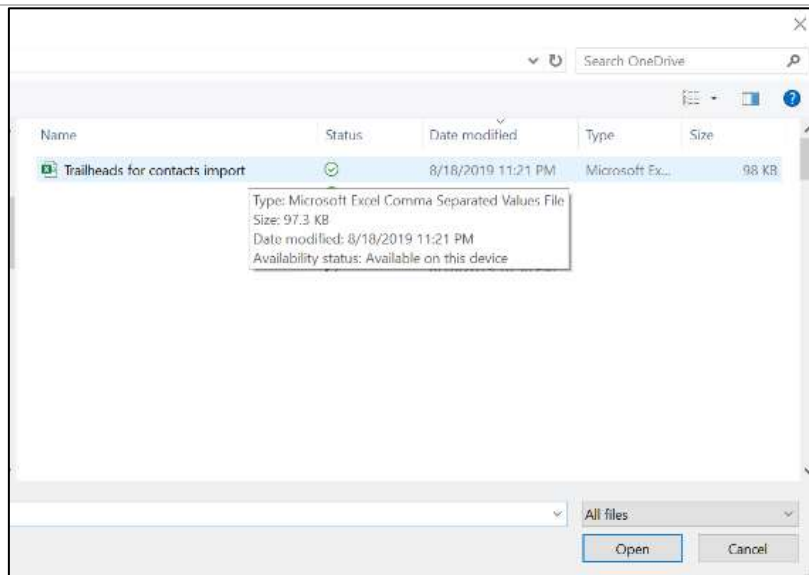 Search OneDrive
Name Status Date modified Type Size
Trailheads for contacts import 8/18/2019 11:21 PM Microsoft Ex... 98 KB
Type: Microsoft Excel Comma Separated Values File
Size: 97.3 KB
Date modified: 8/18/2019 11:21 PM
Availability status: Available on this device
All files
Open Cancel